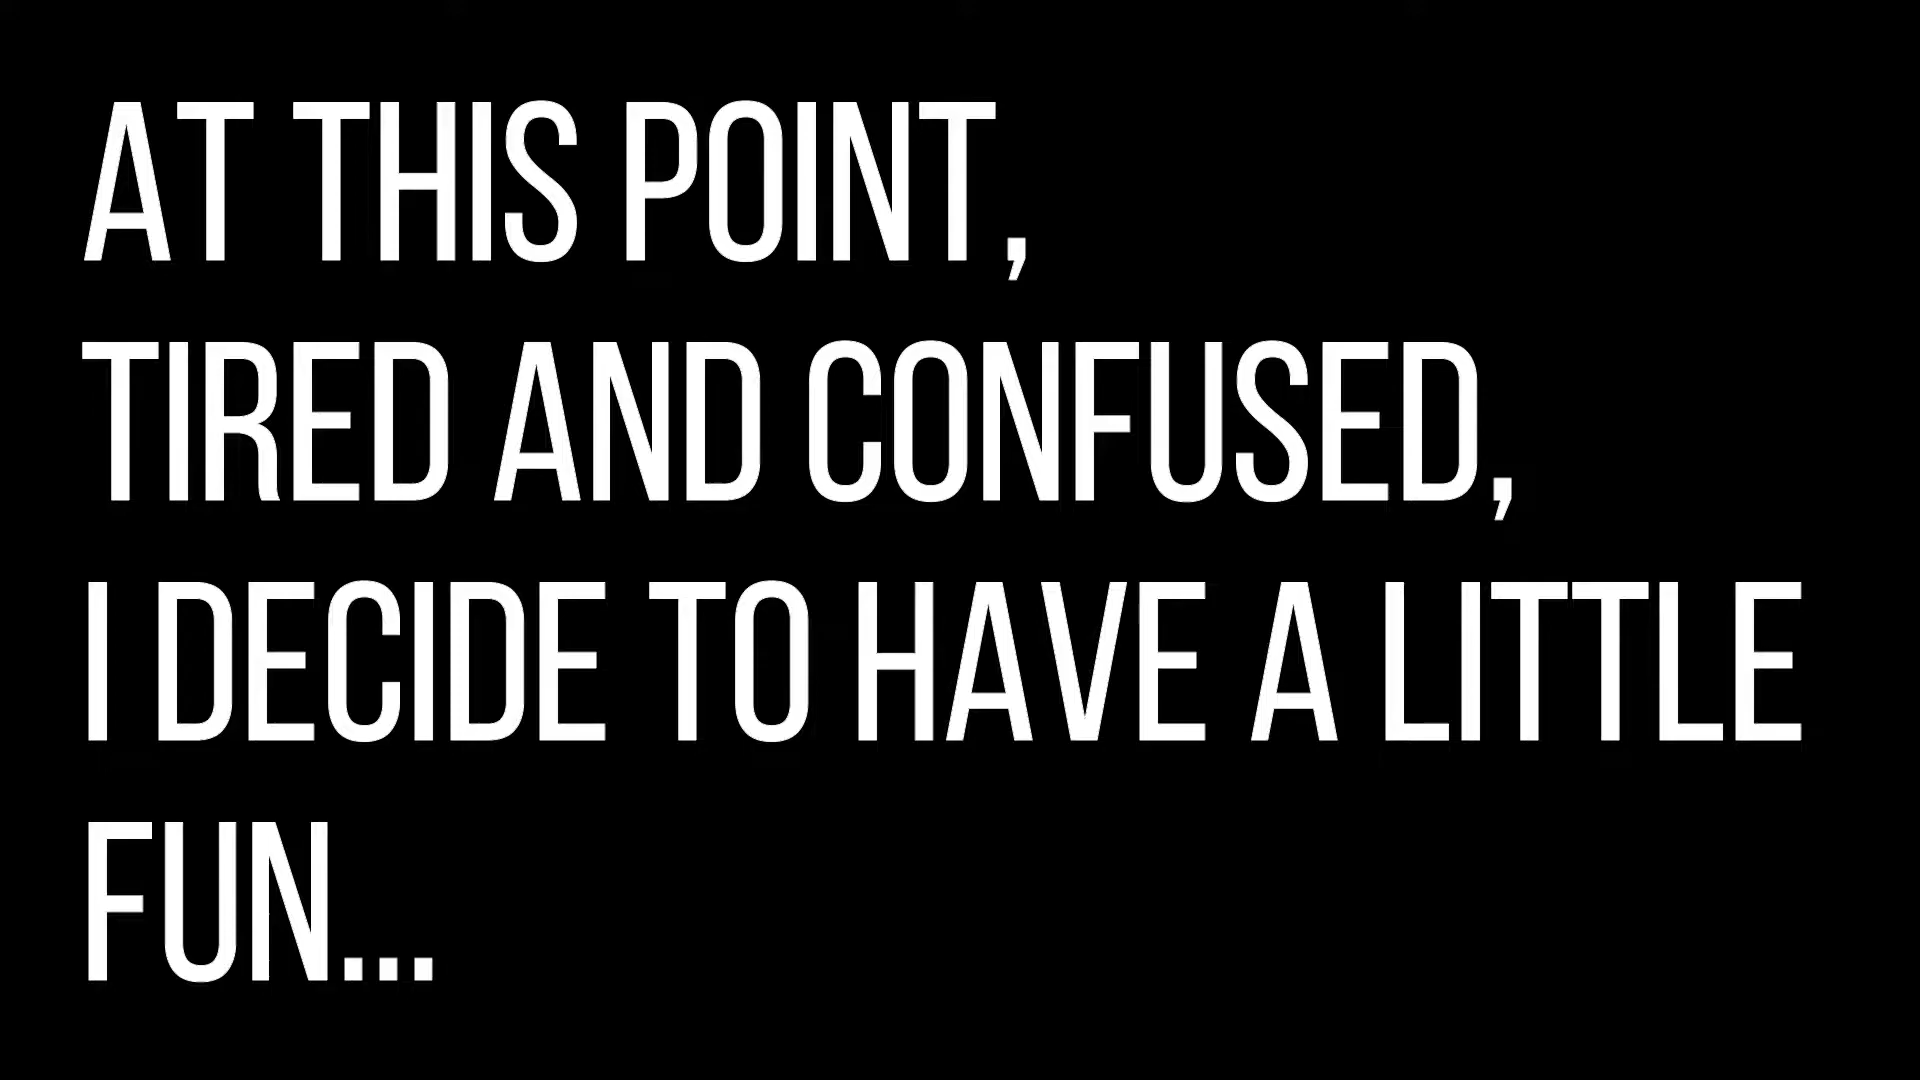 AT THIS POINT,
TIRED AND CONFUSED,
I DECIDE TO HAVE A LITTLE
FUN...